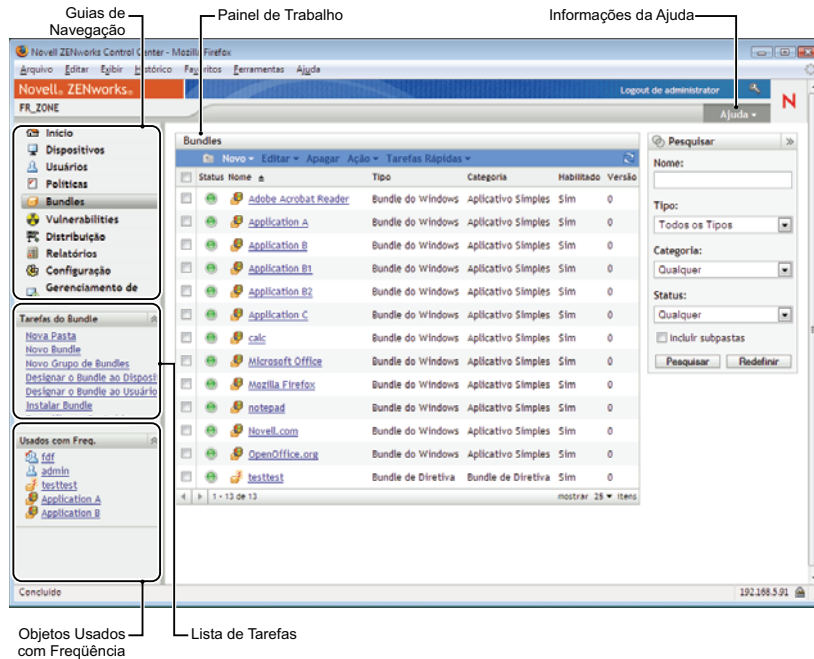 Guias de
Navegação
Painel de Trabalho
Informações da Ajuda
Novell ZENworks Control Center - Mozilla Firefox
Arquivo Editar Exibir Histórico Favoritos Ferramentas Ajuda
Novell® ZENworks®
Logout de administrator
N
FR_ZONE
Ajuda
Início
Dispositivos
Usuários
Políticas
Bundles
Vulnerabilities
Distribuição
Relatórios
Configuração
Gerenciamento de
Tarefas do Bundle
Nova Pasta
Novo Bundle
Novo Grupo de Bundles
Designar o Bundle ao Disposit
Designar o Bundle ao Usuário
Instalar Bundle
Usados com Freq.
fdf
admin
testtest
Application A
Application B
Bundles
Novo Editar Apagar Ação Tarefas Rápidas
Status Nome Tipo Categoria Habilitado Versão
Adobe Acrobat Reader Bundle do Windows Aplicativo Simples Sim 0
Application A Bundle do Windows Aplicativo Simples Sim 0
Application B Bundle do Windows Aplicativo Simples Sim 0
Application B1 Bundle do Windows Aplicativo Simples Sim 0
Application B2 Bundle do Windows Aplicativo Simples Sim 0
Application C Bundle do Windows Aplicativo Simples Sim 0
calc Bundle do Windows Aplicativo Simples Sim 0
Microsoft Office Bundle do Windows Aplicativo Simples Sim 0
Mozilla Firefox Bundle do Windows Aplicativo Simples Sim 0
notepad Bundle do Windows Aplicativo Simples Sim 0
Novell.com Bundle do Windows Aplicativo Simples Sim 0
OpenOffice.org Bundle do Windows Aplicativo Simples Sim 0
testtest Bundle de Diretiva Bundle de Diretiva Sim 0
1 - 13 de 13 mostrar 25 itens
Pesquisar
Nome:
Tipo:
Todos os Tipos
Categoria:
Qualquer
Status:
Qualquer
Incluir subpastas
Pesquisar Redefinir
Concluído
192.168.5.91
Objetos Usados
com Freqüência
Lista de Tarefas